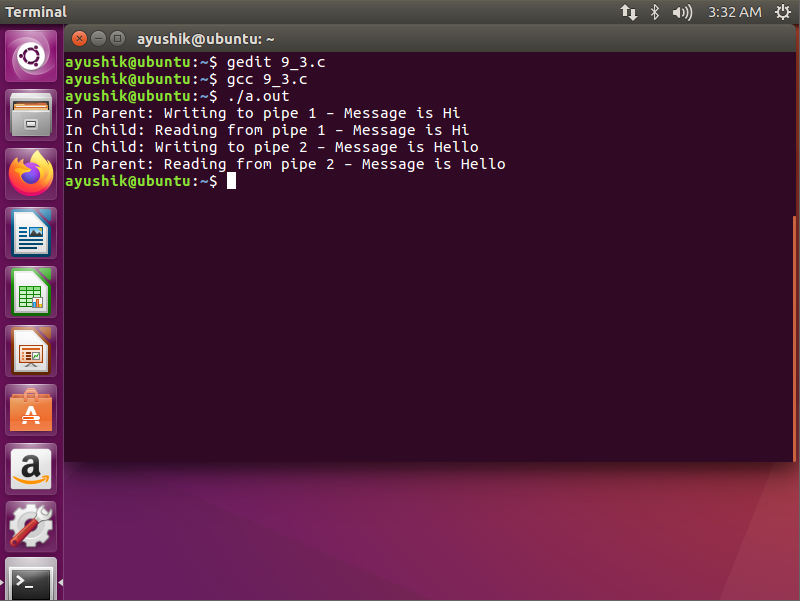 Terminal
3:32 AM
ayushik@ubuntu: ~
ayushik@ubuntu:~$ gedit 9_3.c
ayushik@ubuntu:~$ gcc 9_3.c
ayushik@ubuntu:~$ ./a.out
In Parent: Writing to pipe 1 – Message is Hi
In Child: Reading from pipe 1 – Message is Hi
In Child: Writing to pipe 2 – Message is Hello
In Parent: Reading from pipe 2 – Message is Hello
ayushik@ubuntu:~$
A
a
>_